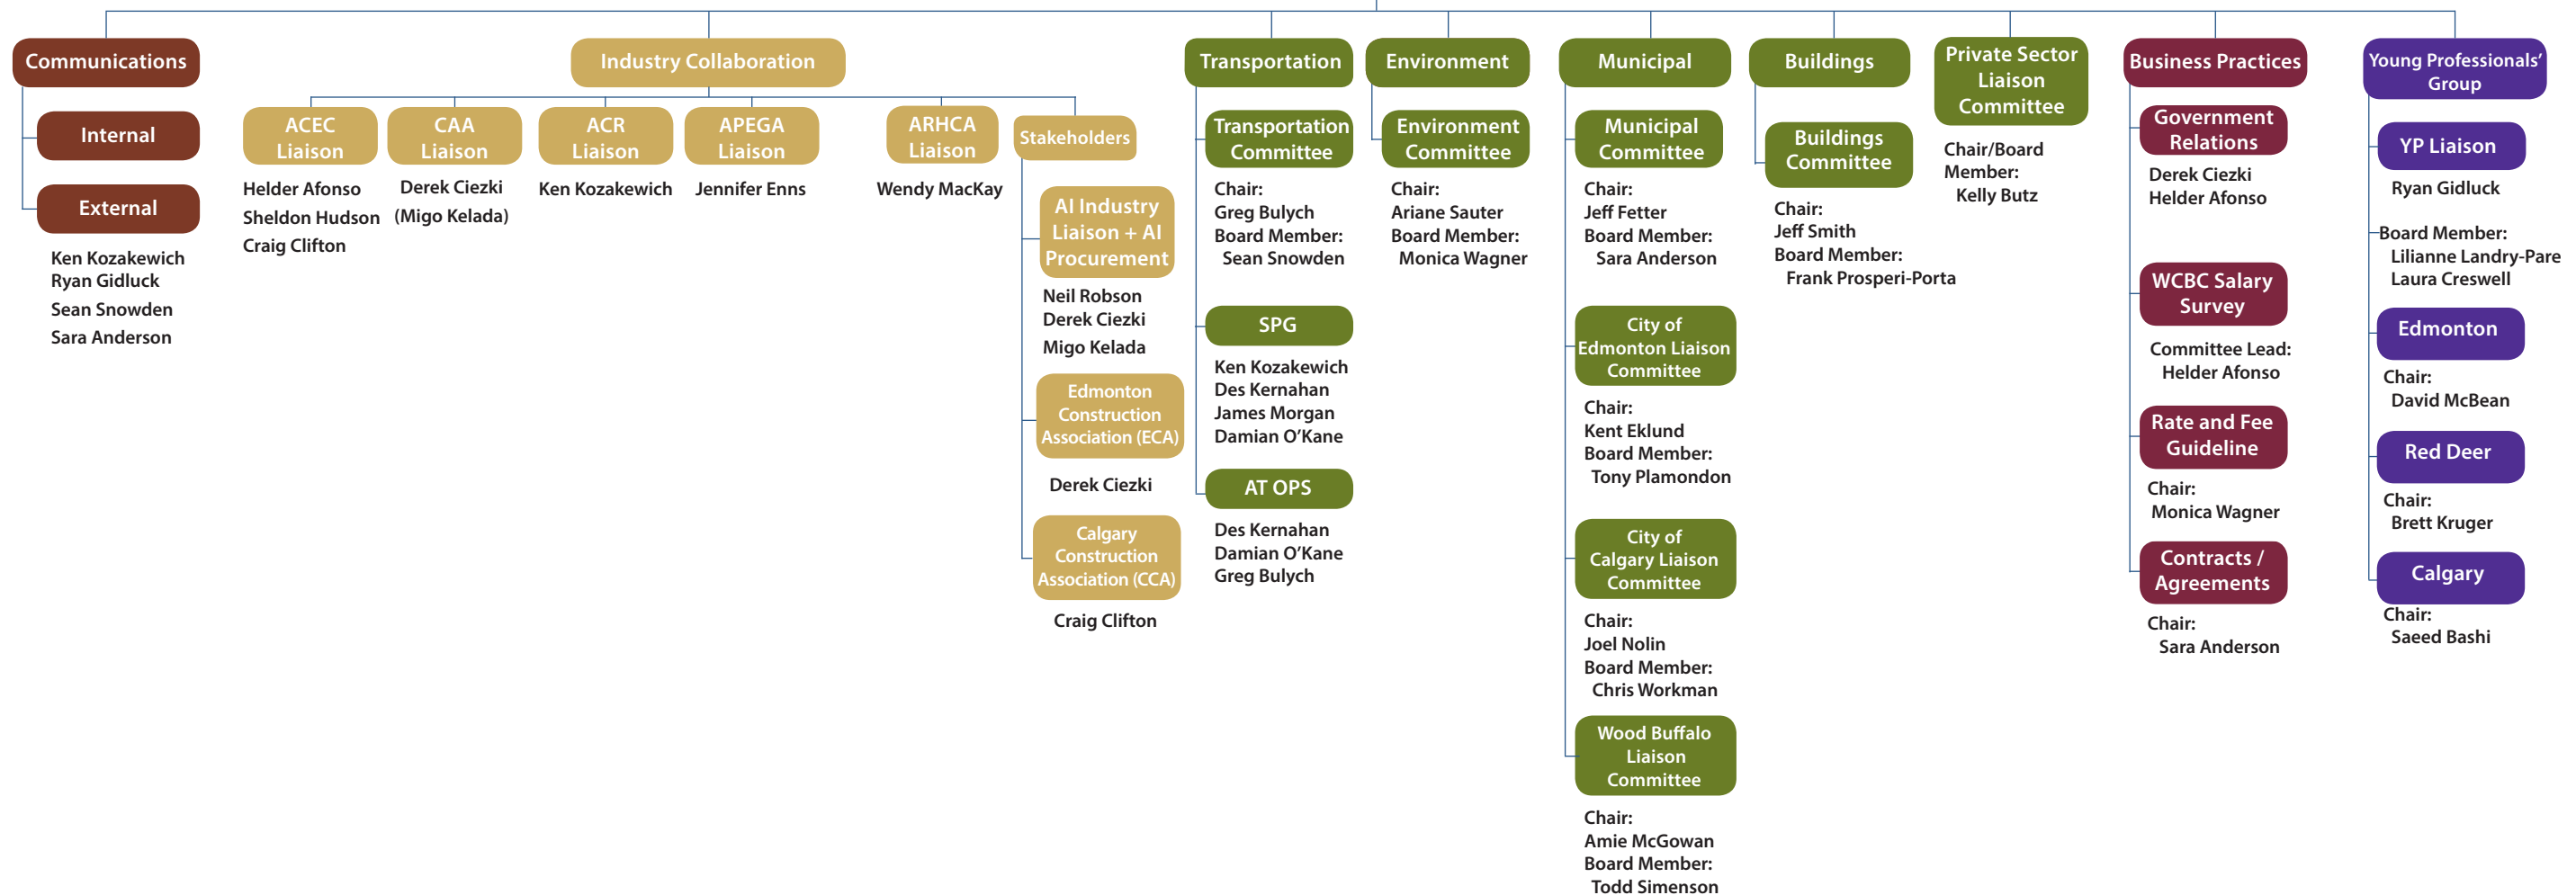 Communications
Internal
External
Ken Kozakewich
Ryan Gidluck
Sean Snowden
Sara Anderson
Industry Collaboration
ACEC
Liaison
Helder Afonso
Sheldon Hudson
Craig Clifton
CAA
Liaison
Derek Ciezki
(Migo Kelada)
ACR
Liaison
Ken Kozakewich
APEGA
Liaison
Jennifer Enns
ARHCA
Liaison
Wendy MacKay
Stakeholders
AI Industry
Liaison + AI
Procurement
Neil Robson
Derek Ciezki
Migo Kelada
Edmonton
Construction
Association (ECA)
Derek Ciezki
Calgary
Construction
Association (CCA)
Craig Clifton
Transportation
Transportation
Committee
Chair:
Greg Bulych
Board Member:
Sean Snowden
SPG
Ken Kozakewich
Des Kernahan
James Morgan
Damian O'Kane
AT OPS
Des Kernahan
Damian O'Kane
Greg Bulych
Environment
Environment
Committee
Chair:
Ariane Sauter
Board Member:
Monica Wagner
Municipal
Municipal
Committee
Chair:
Jeff Fetter
Board Member:
Sara Anderson
City of
Edmonton Liaison
Committee
Chair:
Kent Eklund
Board Member:
Tony Plamondon
City of
Calgary Liaison
Committee
Chair:
Joel Nolin
Board Member:
Chris Workman
Wood Buffalo
Liaison
Committee
Chair:
Amie McGowan
Board Member:
Todd Simenson
Buildings
Buildings
Committee
Chair:
Jeff Smith
Board Member:
Frank Prosperi-Porta
Private Sector
Liaison
Committee
Chair/Board
Member:
Kelly Butz
Business Practices
Government
Relations
Derek Ciezki
Helder Afonso
WCBC Salary
Survey
Committee Lead:
Helder Afonso
Rate and Fee
Guideline
Chair:
Monica Wagner
Contracts /
Agreements
Chair:
Sara Anderson
Young Professionals'
Group
YP Liaison
Ryan Gidluck
Board Member:
Lilianne Landry-Pare
Laura Creswell
Edmonton
Chair:
David McBean
Red Deer
Chair:
Brett Kruger
Calgary
Chair:
Saeed Bashi